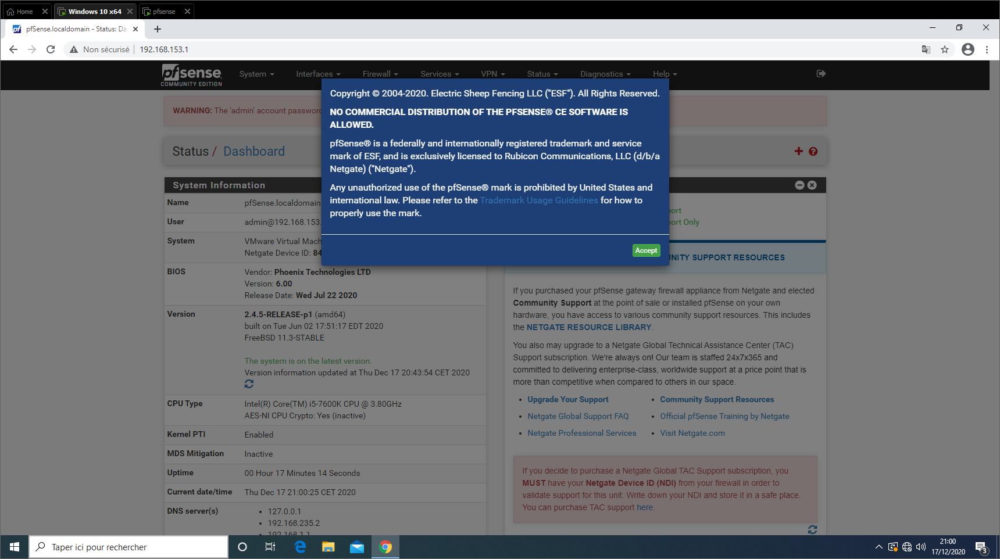 Home
Windows 10 x64
pfsense
pf pfSense.localdomain - Status: Da
Non sécurisé
192.168.153.1
pfsense
COMMUNITY EDITION
System
Interfaces
Firewall
Services
VPN
Status
Diagnostics
Help
WARNING: The 'admin' account password
Copyright © 2004-2020. Electric Sheep Fencing LLC ("ESF"). All Rights Reserved.
NO COMMERCIAL DISTRIBUTION OF THE PFSENSE® CE SOFTWARE IS
ALLOWED.
pfSense® is a federally and internationally registered trademark and service
mark of ESF, and is exclusively licensed to Rubicon Communications, LLC (d/b/a
Netgate) ("Netgate").
Any unauthorized use of the pfSense® mark is prohibited by United States and
international law. Please refer to the Trademark Usage Guidelines for how to
properly use the mark.
Accept
Status / Dashboard
System Information
Name
pfSense.localdomain
User
admin@192.168.153.
System
VMware Virtual Mach
Netgate Device ID: 84
BIOS
Vendor: Phoenix Technologies LTD
Version: 6.00
Release Date: Wed Jul 22 2020
Version
2.4.5-RELEASE-p1 (amd64)
built on Tue Jun 02 17:51:17 EDT 2020
FreeBSD 11.3-STABLE
The system is on the latest version.
Version information updated at Thu Dec 17 20:43:54 CET 2020
CPU Type
Intel(R) Core(TM) i5-7600K CPU @ 3.80GHz
AES-NI CPU Crypto: Yes (inactive)
Kernel PTI
Enabled
MDS Mitigation
Inactive
Uptime
00 Hour 17 Minutes 14 Seconds
Current date/time
Thu Dec 17 21:00:25 CET 2020
DNS server(s)
127.0.0.1
192.168.235.2
192.168.1.1
port
port Only
NITY SUPPORT RESOURCES
If you purchased your pfSense gateway firewall appliance from Netgate and elected
Community Support at the point of sale or installed pfSense on your own
hardware, you have access to various community support resources. This includes
the NETGATE RESOURCE LIBRARY.
You also may upgrade to a Netgate Global Technical Assistance Center (TAC)
Support subscription. We're always on! Our team is staffed 24x7x365 and
committed to delivering enterprise-class, worldwide support at a price point that is
more than competitive when compared to others in our space.
Upgrade Your Support
Community Support Resources
Netgate Global Support FAQ
Official pfSense Training by Netgate
Netgate Professional Services
Visit Netgate.com
If you decide to purchase a Netgate Global TAC Support subscription, you
MUST have your Netgate Device ID (NDI) from your firewall in order to
validate support for this unit. Write down your NDI and store it in a safe place.
You can purchase TAC support here.
Taper ici pour rechercher
21:00
17/12/2020
3